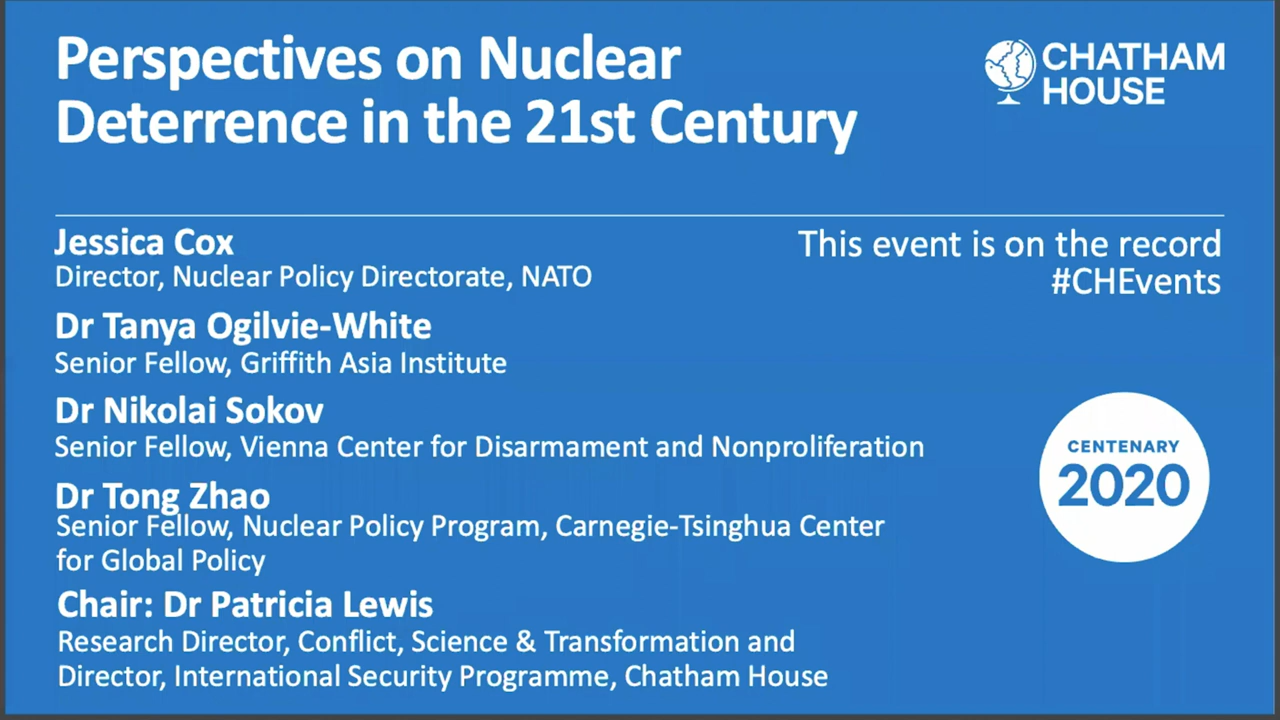 Perspectives on Nuclear
Deterrence in the 21st Century
CHATHAM
HOUSE
Jessica Cox
Director, Nuclear Policy Directorate, NATO
This event is on the record
#CHEvents
Dr Tanya Ogilvie-White
Senior Fellow, Griffith Asia Institute
Dr Nikolai Sokov
Senior Fellow, Vienna Center for Disarmament and Nonproliferation
Dr Tong Zhao
Senior Fellow, Nuclear Policy Program, Carnegie-Tsinghua Center
for Global Policy
CENTENARY
2020
Chair: Dr Patricia Lewis
Research Director, Conflict, Science & Transformation and
Director, International Security Programme, Chatham House